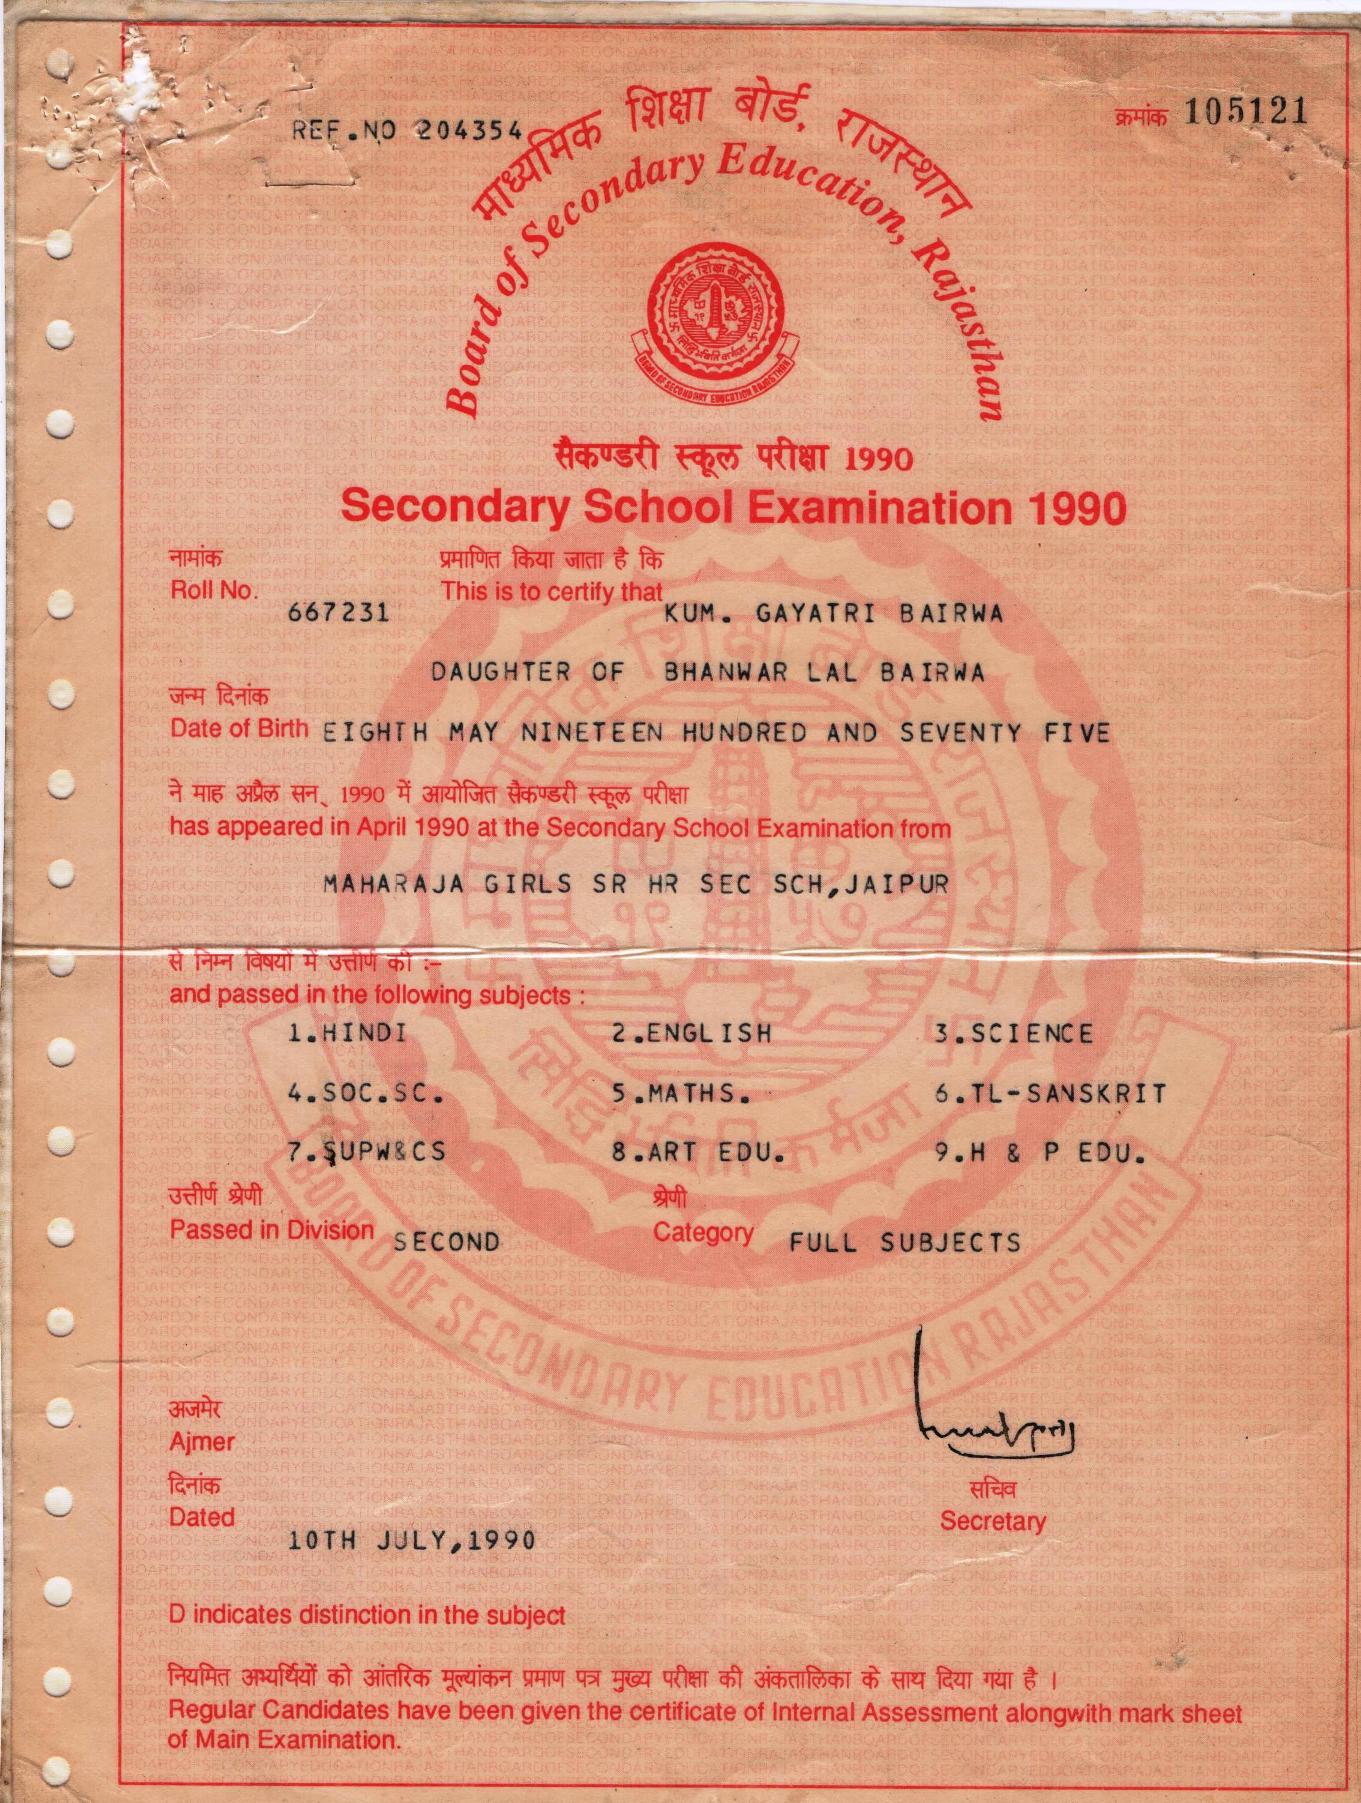 REF.NO 204354
क्रमांक 105121
माध्यमिक शिक्षा बोर्ड, राजस्थान
Board of Secondary Education, Rajasthan
माध्यमिक शिक्षा बोर्ड राजस्थान
BOARD OF SECONDARY EDUCATION RAJASTHAN
सैकण्डरी स्कूल परीक्षा 1990
Secondary School Examination 1990
नामांक
Roll No. 667231
प्रमाणित किया जाता है कि
This is to certify that KUM. GAYATRI BAIRWA
DAUGHTER OF BHANWAR LAL BAIRWA
जन्म दिनांक
Date of Birth EIGHTH MAY NINETEEN HUNDRED AND SEVENTY FIVE
ने माह अप्रैल सन् 1990 में आयोजित सैकण्डरी स्कूल परीक्षा
has appeared in April 1990 at the Secondary School Examination from
MAHARAJA GIRLS SR HR SEC SCH,JAIPUR
से निम्न विषयों में उत्तीर्ण की :-
and passed in the following subjects :
1.HINDI 2.ENGLISH 3.SCIENCE
4.SOC.SC. 5.MATHS. 6.TL-SANSKRIT
7.SUPW&CS 8.ART EDU. 9.H & P EDU.
उत्तीर्ण श्रेणी
Passed in Division SECOND
श्रेणी
Category FULL SUBJECTS
BOARD OF SECONDARY EDUCATION RAJASTHAN
अजमेर
Ajmer
दिनांक
Dated 10TH JULY,1990
सचिव
Secretary
D indicates distinction in the subject
नियमित अभ्यर्थियों को आंतरिक मूल्यांकन प्रमाण पत्र मुख्य परीक्षा की अंकतालिका के साथ दिया गया है ।
Regular Candidates have been given the certificate of Internal Assessment alongwith mark sheet
of Main Examination.